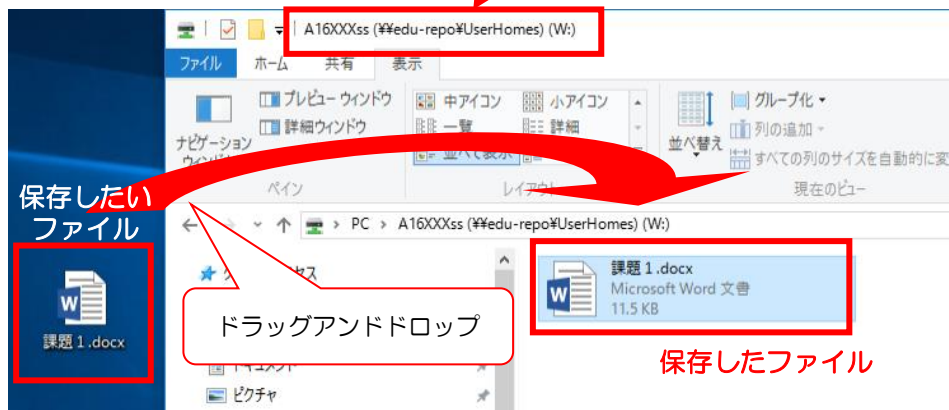 A16XXXss (¥¥edu-repo¥UserHomes) (W:)
ファイル ホーム 共有 表示
プレビュー ウィンドウ
詳細ウィンドウ
ナビゲーション
中アイコン 小アイコン
一覧 詳細
並べて表示
並べ替え
グループ化
列の追加
すべての列のサイズを自動的に変
ペイン
現在のビュー
保存したい
ファイル
課題1.docx
PC > A16XXXss (¥¥edu-repo¥UserHomes) (W:)
課題1.docx
Microsoft Word 文書
11.5 KB
ドラッグアンドドロップ
保存したファイル
ピクチャ